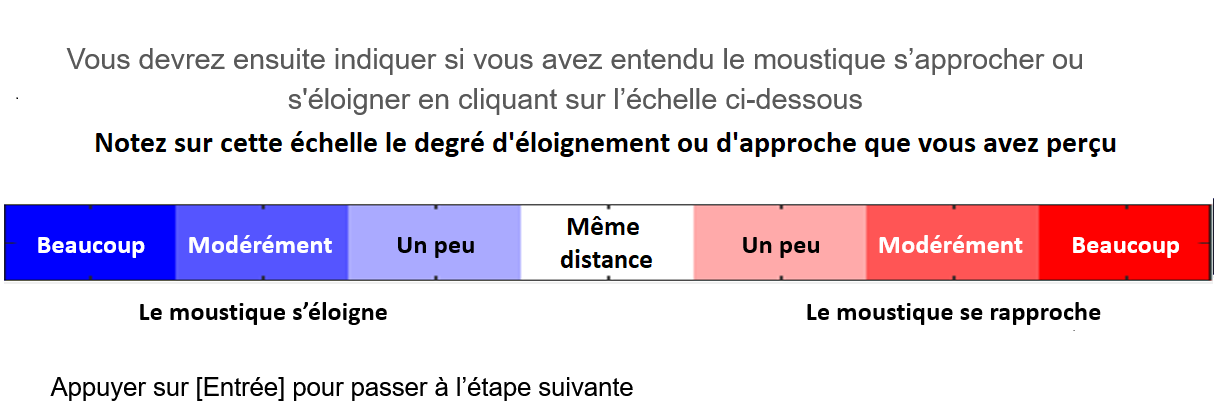 Vous devrez ensuite indiquer si vous avez entendu le moustique s’approcher ou
s'éloigner en cliquant sur l’échelle ci-dessous
Notez sur cette échelle le degré d'éloignement ou d'approche que vous avez perçu
Beaucoup Modérément Un peu Même distance Un peu Modérément Beaucoup
Le moustique s’éloigne Le moustique se rapproche
Appuyer sur [Entrée] pour passer à l’étape suivante